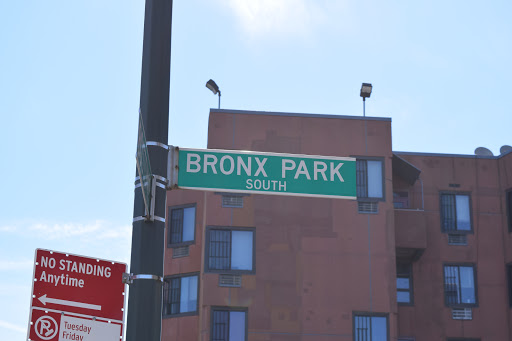 BRONX PARK
SOUTH
NO STANDING
Anytime
P
Tuesday
Friday